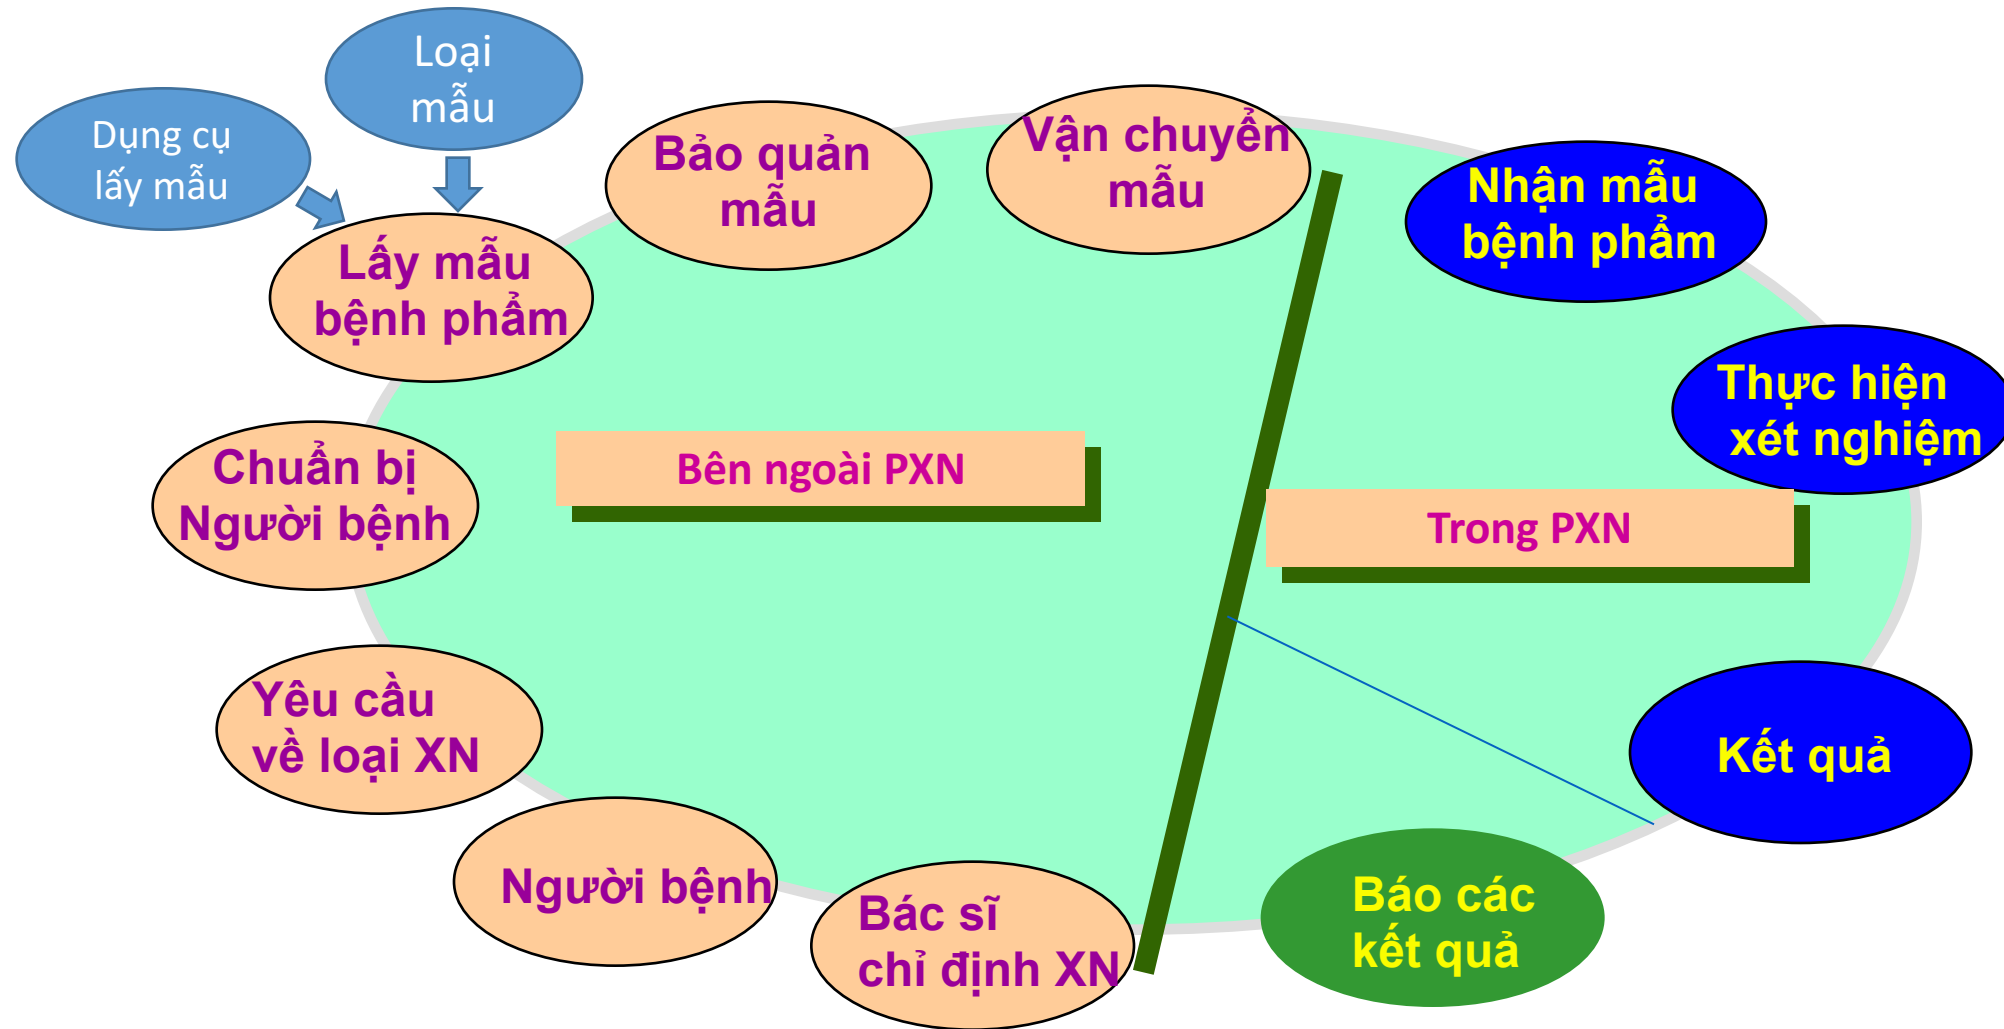 Loại
mẫu
Dụng cụ
lấy mẫu
Bảo quản
mẫu
Vận chuyển
mẫu
Nhận mẫu
bệnh phẩm
Lấy mẫu
bệnh phẩm
Thực hiện
xét nghiệm
Chuẩn bị
Người bệnh
Bên ngoài PXN
Trong PXN
Yêu cầu
về loại XN
Kết quả
Người bệnh
Bác sĩ
chỉ định XN
Báo các
kết quả